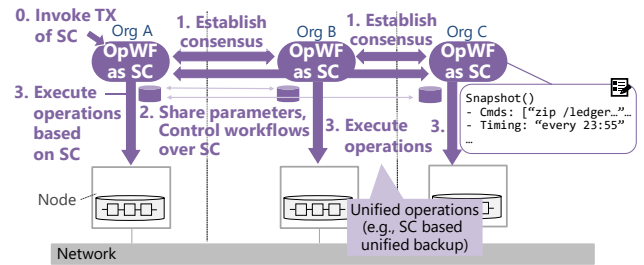 0. Invoke TX
of SC
Org A
OpWF
as SC
1. Establish
consensus
Org B
OpWF
as SC
1. Establish
consensus
Org C
OpWF
as SC
3. Execute
operations
based
on SC
2. Share parameters,
Control workflows
over SC
3. Execute
operations
3.
Snapshot()
- Cmds: [“zip /ledger…”…
- Timing: “every 23:55”
…
Node
Unified operations
(e.g., SC based
unified backup)
Network